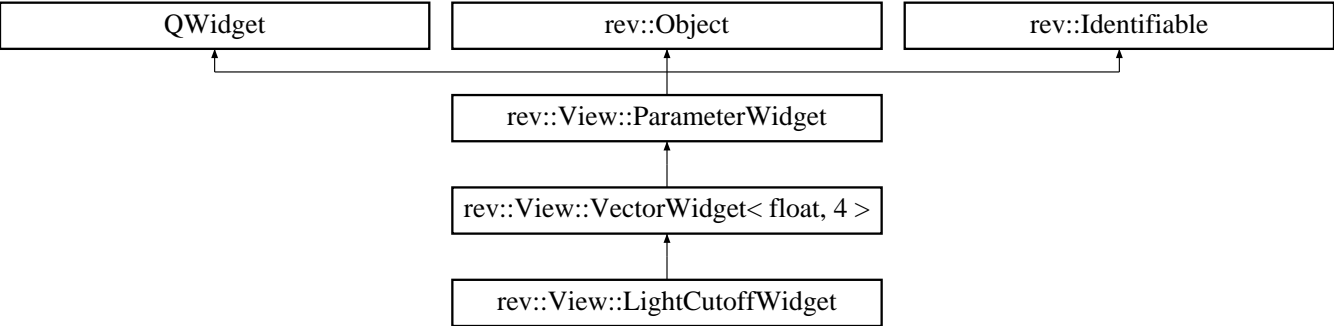 QWidget
rev::Object
rev::Identifiable
rev::View::ParameterWidget
rev::View::VectorWidget< float, 4 >
rev::View::LightCutoffWidget